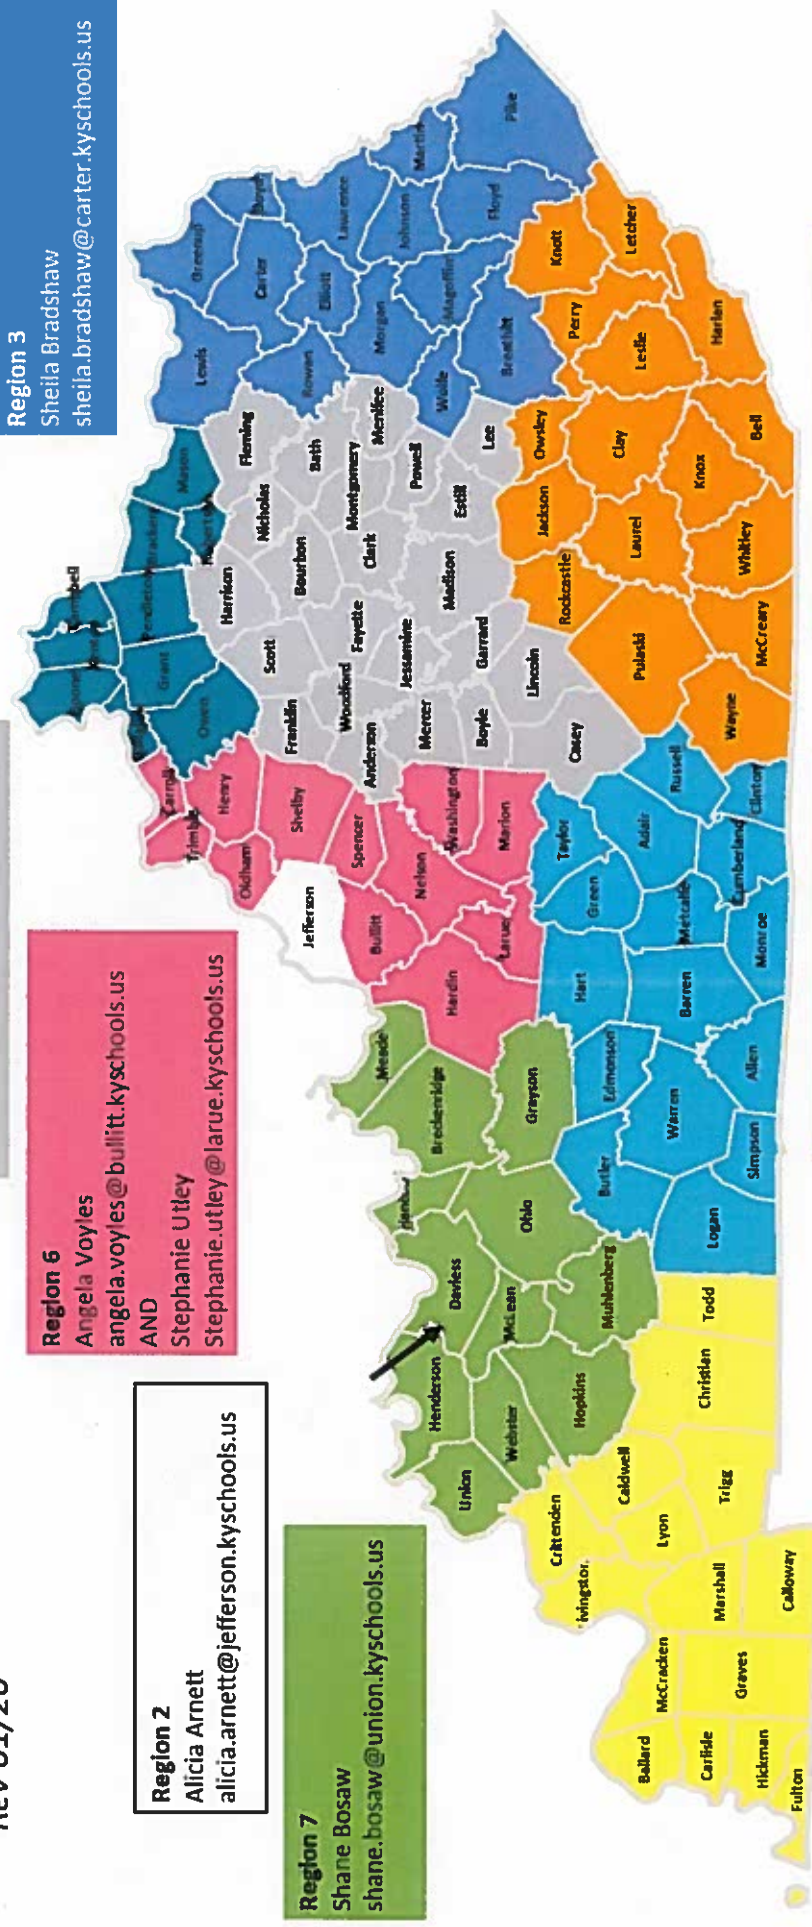 Rev 01/20
Region 3
Sheila Bradshaw
sheila.bradshaw@carter.kyschools.us
Region 6
Angela Voyles
angela.voyles@bullitt.kyschools.us
AND
Stephanie Utley
Stephanie.utley@larue.kyschools.us
Region 2
Alicia Arnett
alicia.arnett@jefferson.kyschools.us
Region 7
Shane Bosaw
shane.bosaw@union.kyschools.us
Campbell
Grant
Pendleton
Bracken
Robertson
Mason
Owen
Lewis
Greenup
Carter
Boyd
Rowan
Elliott
Lawrence
Morgan
Johnson
Martin
Wolfe
Magoffin
Floyd
Pike
Breathitt
Harrison
Nicholas
Fleming
Scott
Bourbon
Bath
Franklin
Woodford
Fayette
Clark
Montgomery
Menifee
Anderson
Jessamine
Powell
Mercer
Madison
Estill
Lee
Boyle
Garrard
Lincoln
Casey
Carroll
Trimble
Henry
Oldham
Shelby
Jefferson
Spencer
Bullitt
Nelson
Washington
Hardin
Larue
Marion
Meade
Breckenridge
Grayson
Daviess
Ohio
Henderson
McLean
Muhlenberg
Union
Webster
Hopkins
Taylor
Green
Hart
Adair
Russell
Edmonson
Metcalfe
Barren
Butler
Warren
Cumberland
Clinton
Monroe
Allen
Simpson
Logan
Knott
Letcher
Perry
Owsley
Leslie
Harlan
Jackson
Clay
Rockcastle
Laurel
Knox
Bell
Pulaski
Whitley
McCreary
Wayne
Todd
Christian
Crittenden
Caldwell
Livingstor.
Lyon
Trigg
Marshall
Calloway
McCracken
Graves
Ballard
Carlisle
Hickman
Fulton